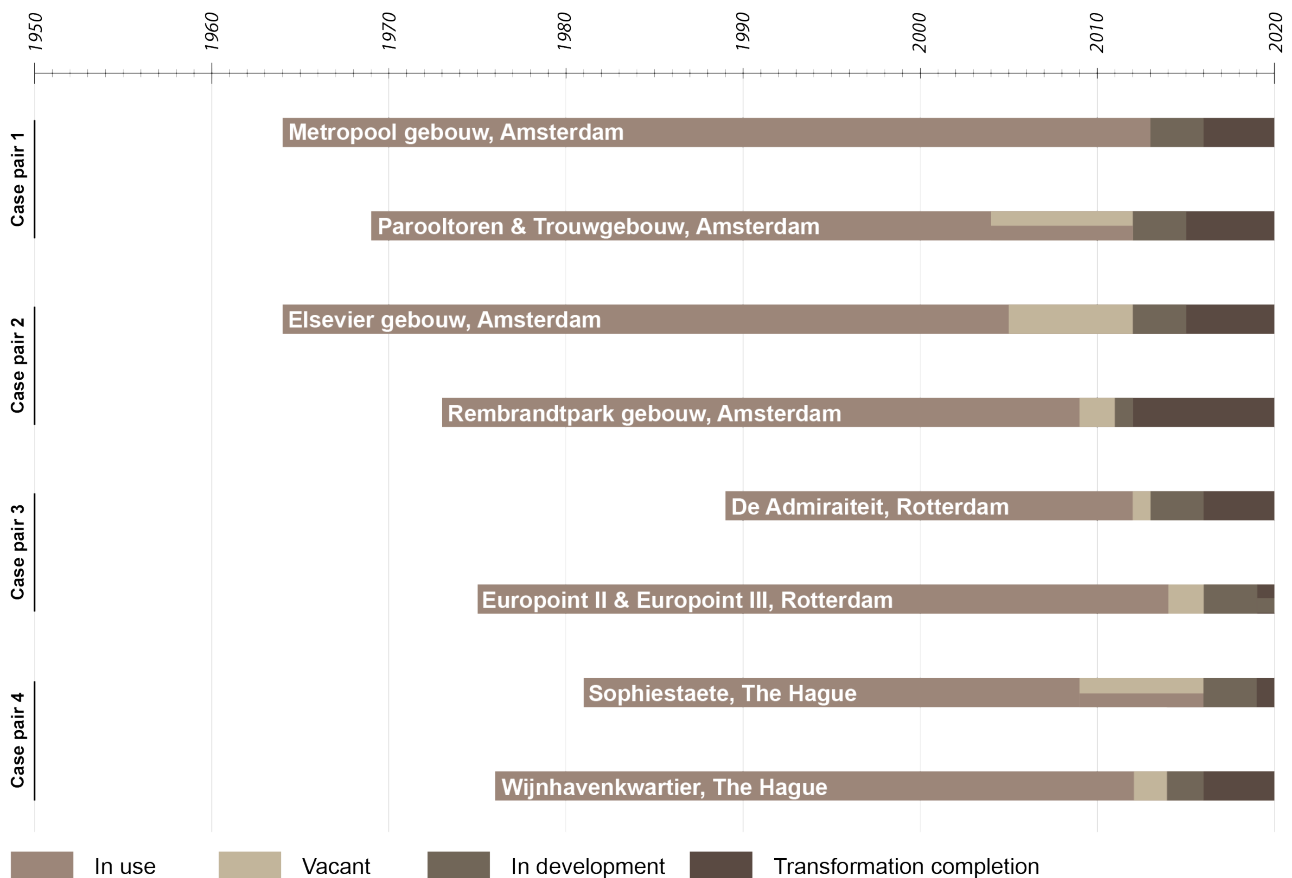 1950
1960
1970
1980
1990
2000
2010
2020
Case pair 1
Metropool gebouw, Amsterdam
Parooltoren & Trouwgebouw, Amsterdam
Case pair 2
Elsevier gebouw, Amsterdam
Rembrandtpark gebouw, Amsterdam
Case pair 3
De Admiraiteit, Rotterdam
Europoint II & Europoint III, Rotterdam
Case pair 4
Sophiestaete, The Hague
Wijnhavenkwartier, The Hague
In use
Vacant
In development
Transformation completion